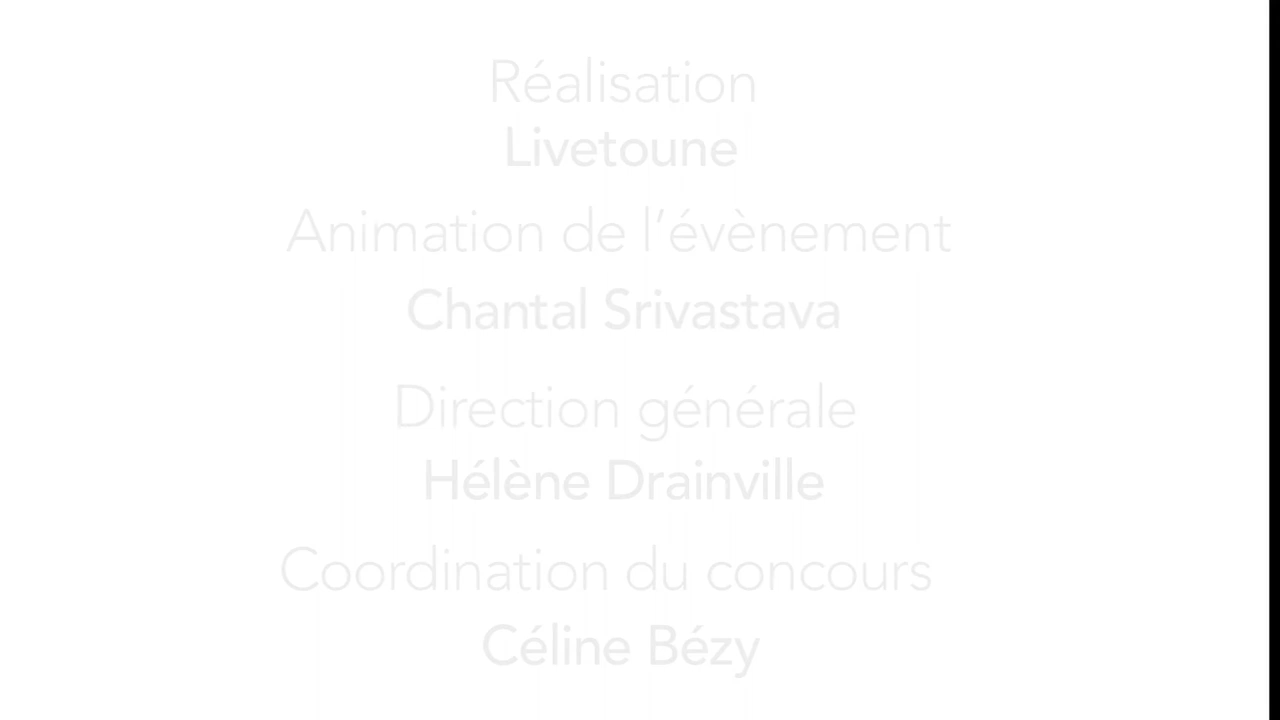 Réalisation
Livetoune
Animation de l’évènement
Chantal Srivastava
Direction générale
Hélène Drainville
Coordination du concours
Céline Bézy